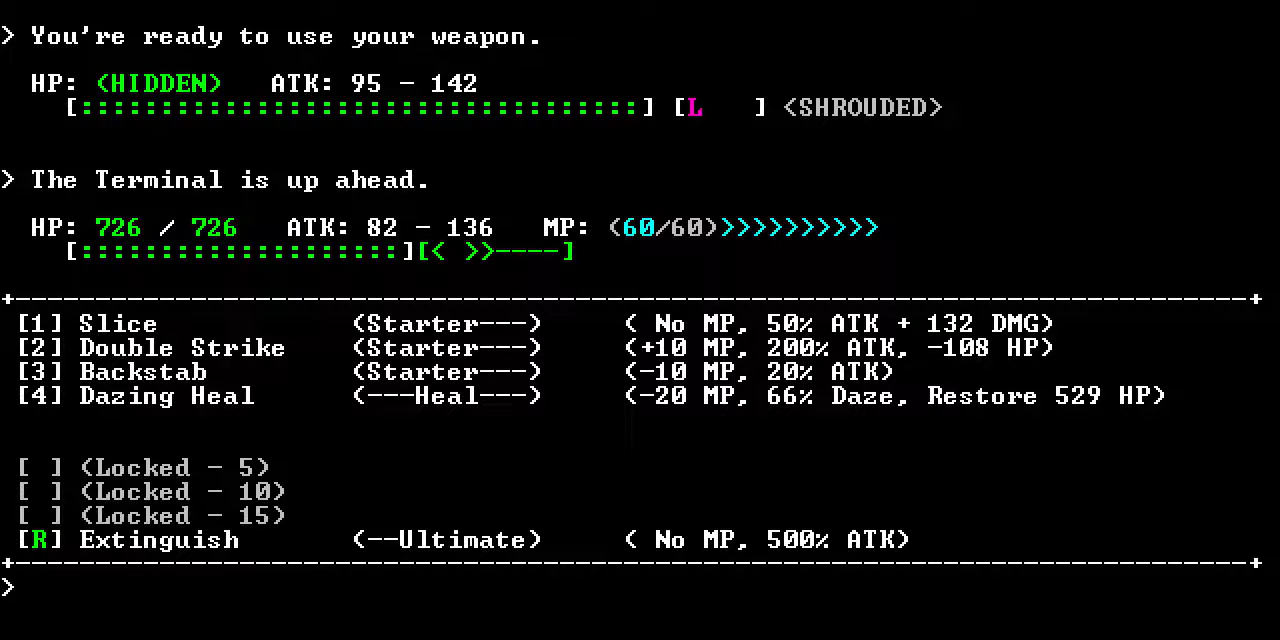 > You're ready to use your weapon.
HP: (HIDDEN) ATK: 95 - 142
[:::::::::::::::::::::::::::::::::::] [L   ] <SHROUDED>
> The Terminal is up ahead.
HP: 726 / 726 ATK: 82 - 136 MP: (60/60)>>>>>>>>>>
[::::::::::::::::::::][< >>----]
+------------------------------------------------------------------------------+
[1] Slice (Starter---) ( No MP, 50% ATK + 132 DMG)
[2] Double Strike (Starter---) (+10 MP, 200% ATK, -108 HP)
[3] Backstab (Starter---) (-10 MP, 20% ATK)
[4] Dazing Heal (---Heal---) (-20 MP, 66% Daze, Restore 529 HP)
[ ] (Locked - 5)
[ ] (Locked - 10)
[ ] (Locked - 15)
[R] Extinguish (--Ultimate) ( No MP, 500% ATK)
+------------------------------------------------------------------------------+
>